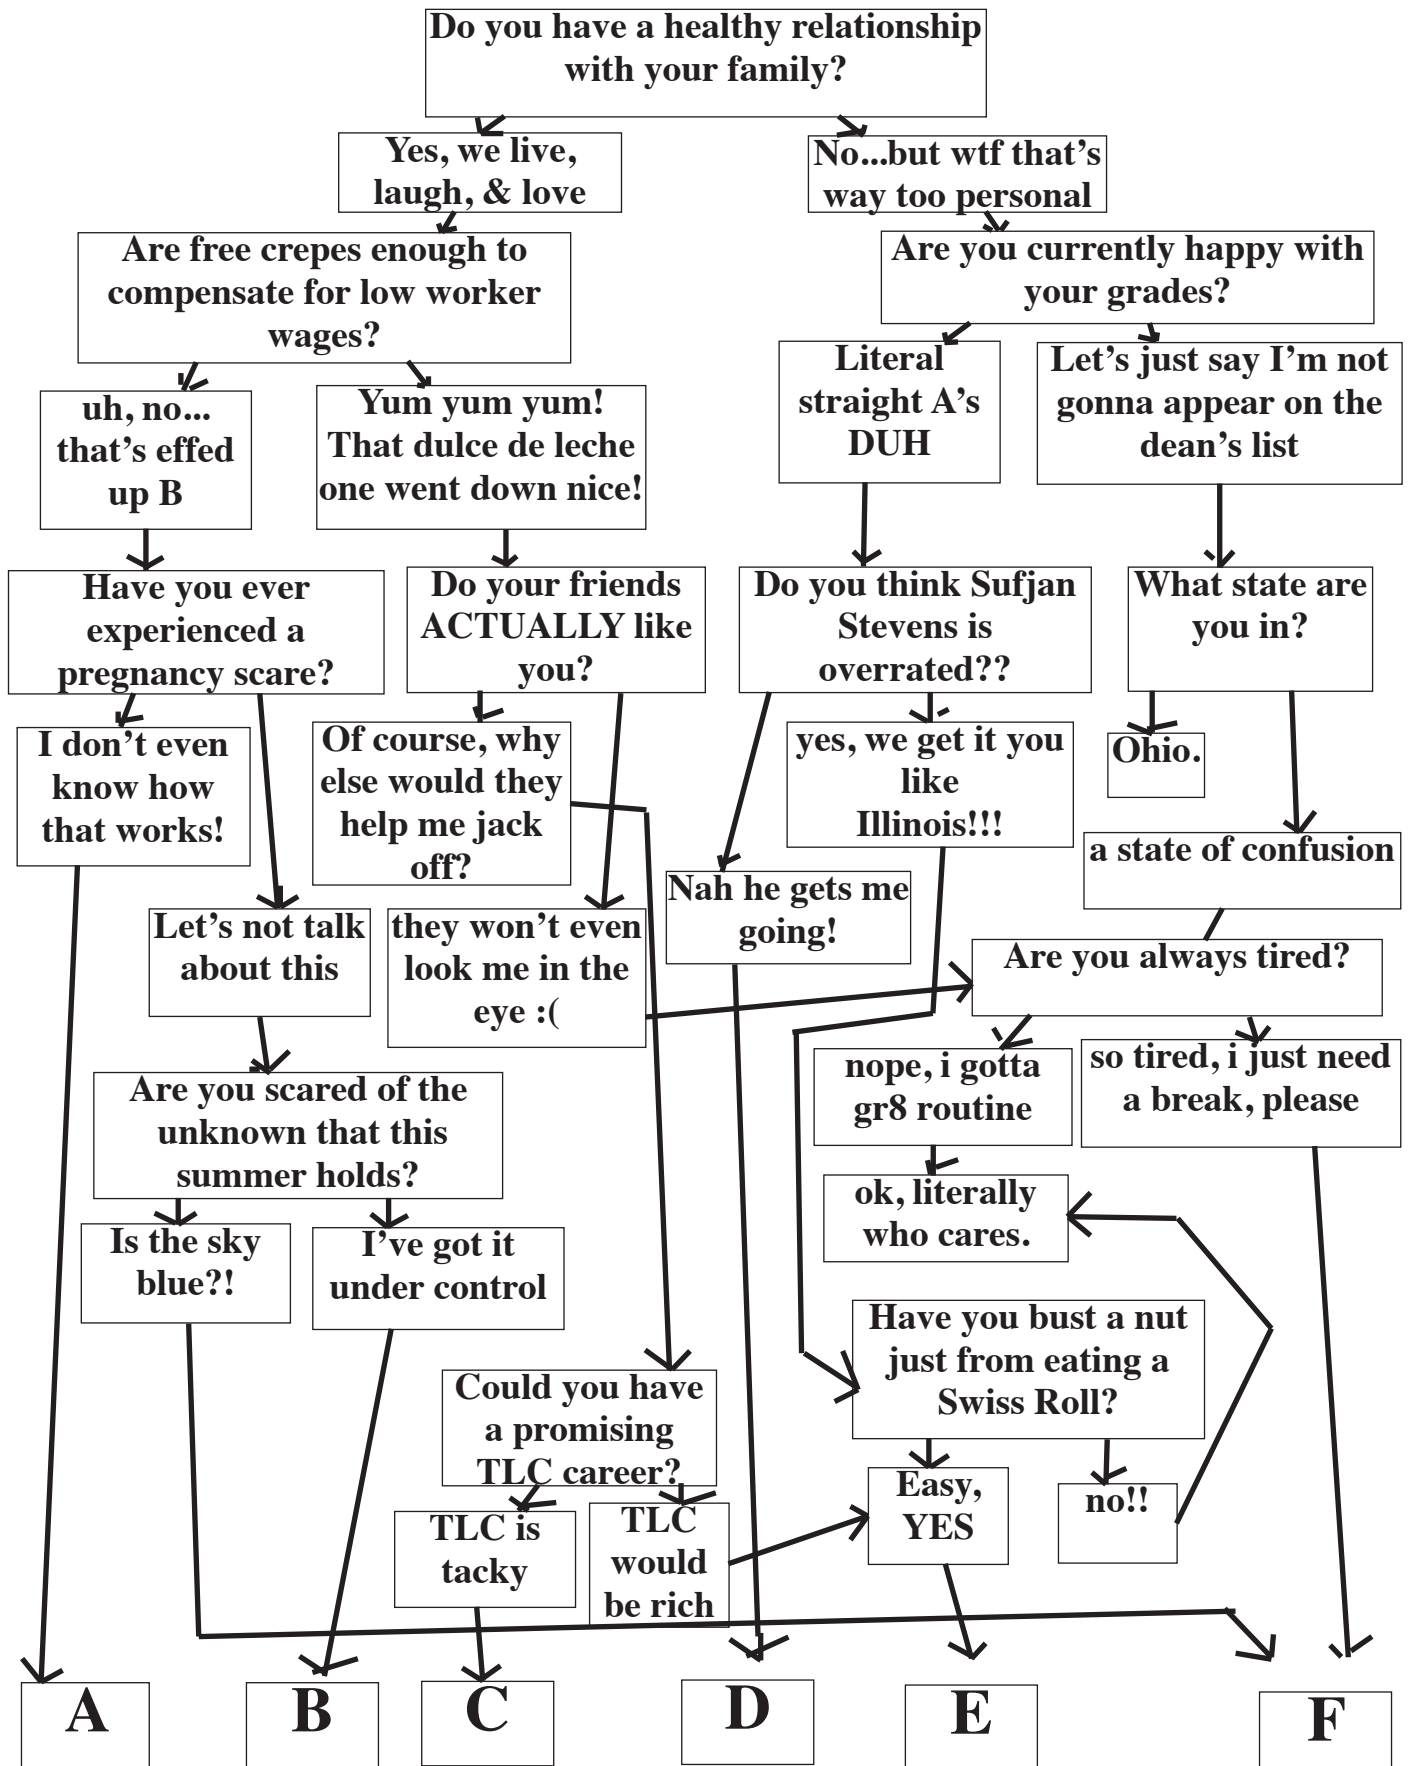 Do you have a healthy relationship
with your family?
Yes, we live,
laugh, & love
No...but wtf that’s
way too personal
Are free crepes enough to
compensate for low worker
wages?
Are you currently happy with
your grades?
uh, no...
that’s effed
up B
Yum yum yum!
That dulce de leche
one went down nice!
Literal
straight A’s
DUH
Let’s just say I’m not
gonna appear on the
dean’s list
Have you ever
experienced a
pregnancy scare?
Do your friends
ACTUALLY like
you?
Do you think Sufjan
Stevens is
overrated??
What state are
you in?
I don’t even
know how
that works!
Of course, why
else would they
help me jack
off?
yes, we get it you
like
Illinois!!!
Ohio.
a state of confusion
Let’s not talk
about this
they won’t even
look me in the
eye :(
Nah he gets me
going!
Are you always tired?
nope, i gotta
gr8 routine
so tired, i just need
a break, please
Are you scared of the
unknown that this
summer holds?
ok, literally
who cares.
Is the sky
blue?!
I’ve got it
under control
Have you bust a nut
just from eating a
Swiss Roll?
Could you have
a promising
TLC career?
Easy,
YES
no!!
TLC is
tacky
TLC
would
be rich
A
B
C
D
E
F